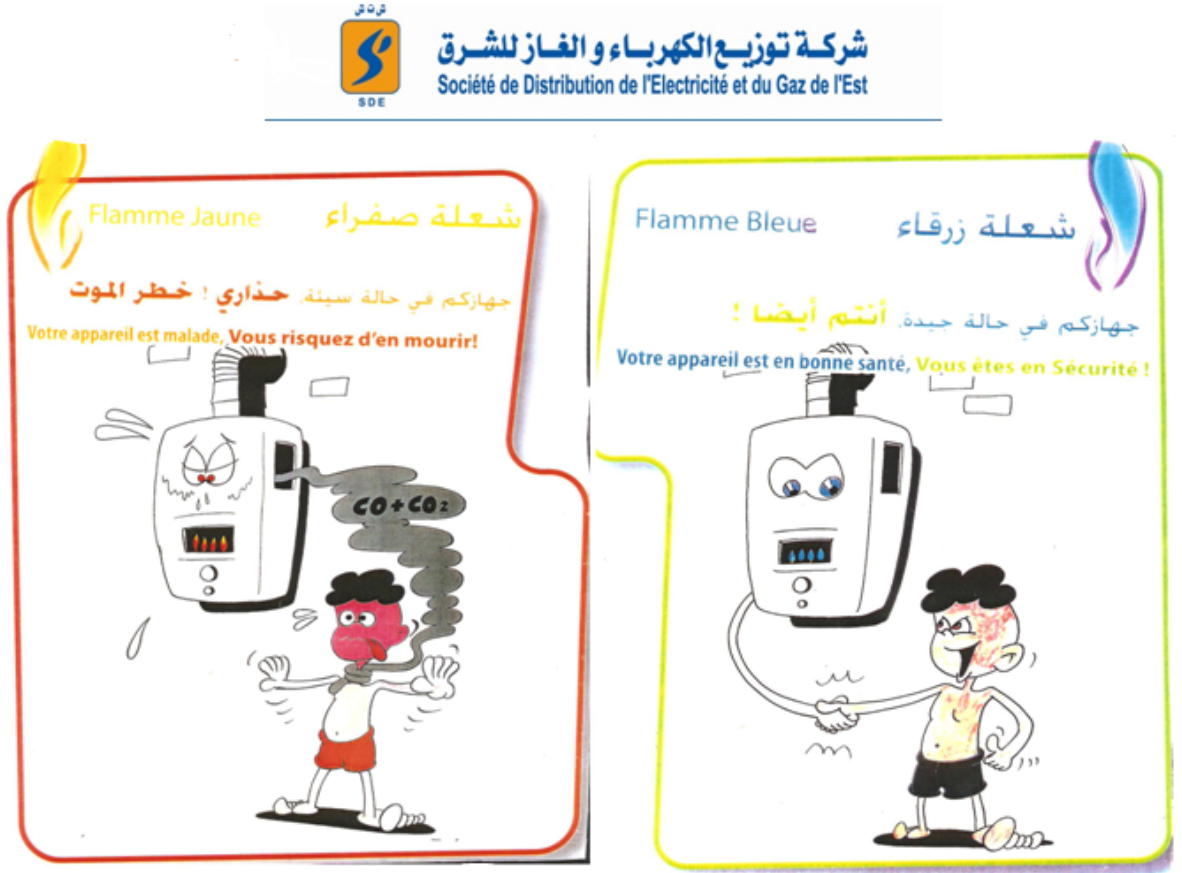 ش ت ش
SDE
شركة توزيع الكهرباء و الغاز للشرق
Société de Distribution de l'Electricité et du Gaz de l'Est
Flamme Jaune شعلة صفراء
جهازكم في حالة سيئة. حذاري ! خطر الموت
Votre appareil est malade, Vous risquez d'en mourir!
CO+CO2
Flamme Bleue شعلة زرقاء
جهازكم في حالة جيدة. أنتم أيضا !
Votre appareil est en bonne santé, Vous êtes en Sécurité !